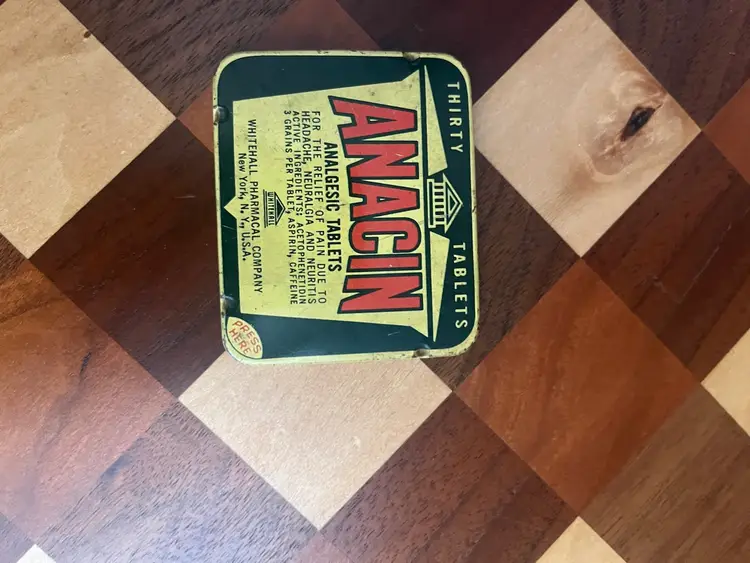 THIRTY TABLETS
ANACIN
ANALGESIC TABLETS
FOR THE RELIEF OF PAIN DUE TO
HEADACHE, NEURALGIA AND NEURITIS
ACTIVE INGREDIENTS: ACETOPHENETIDIN
3 GRAINS PER TABLET, ASPIRIN, CAFFEINE
WHITEHALL
WHITEHALL PHARMACAL COMPANY
New York, N. Y., U.S.A.
PRESS
HERE